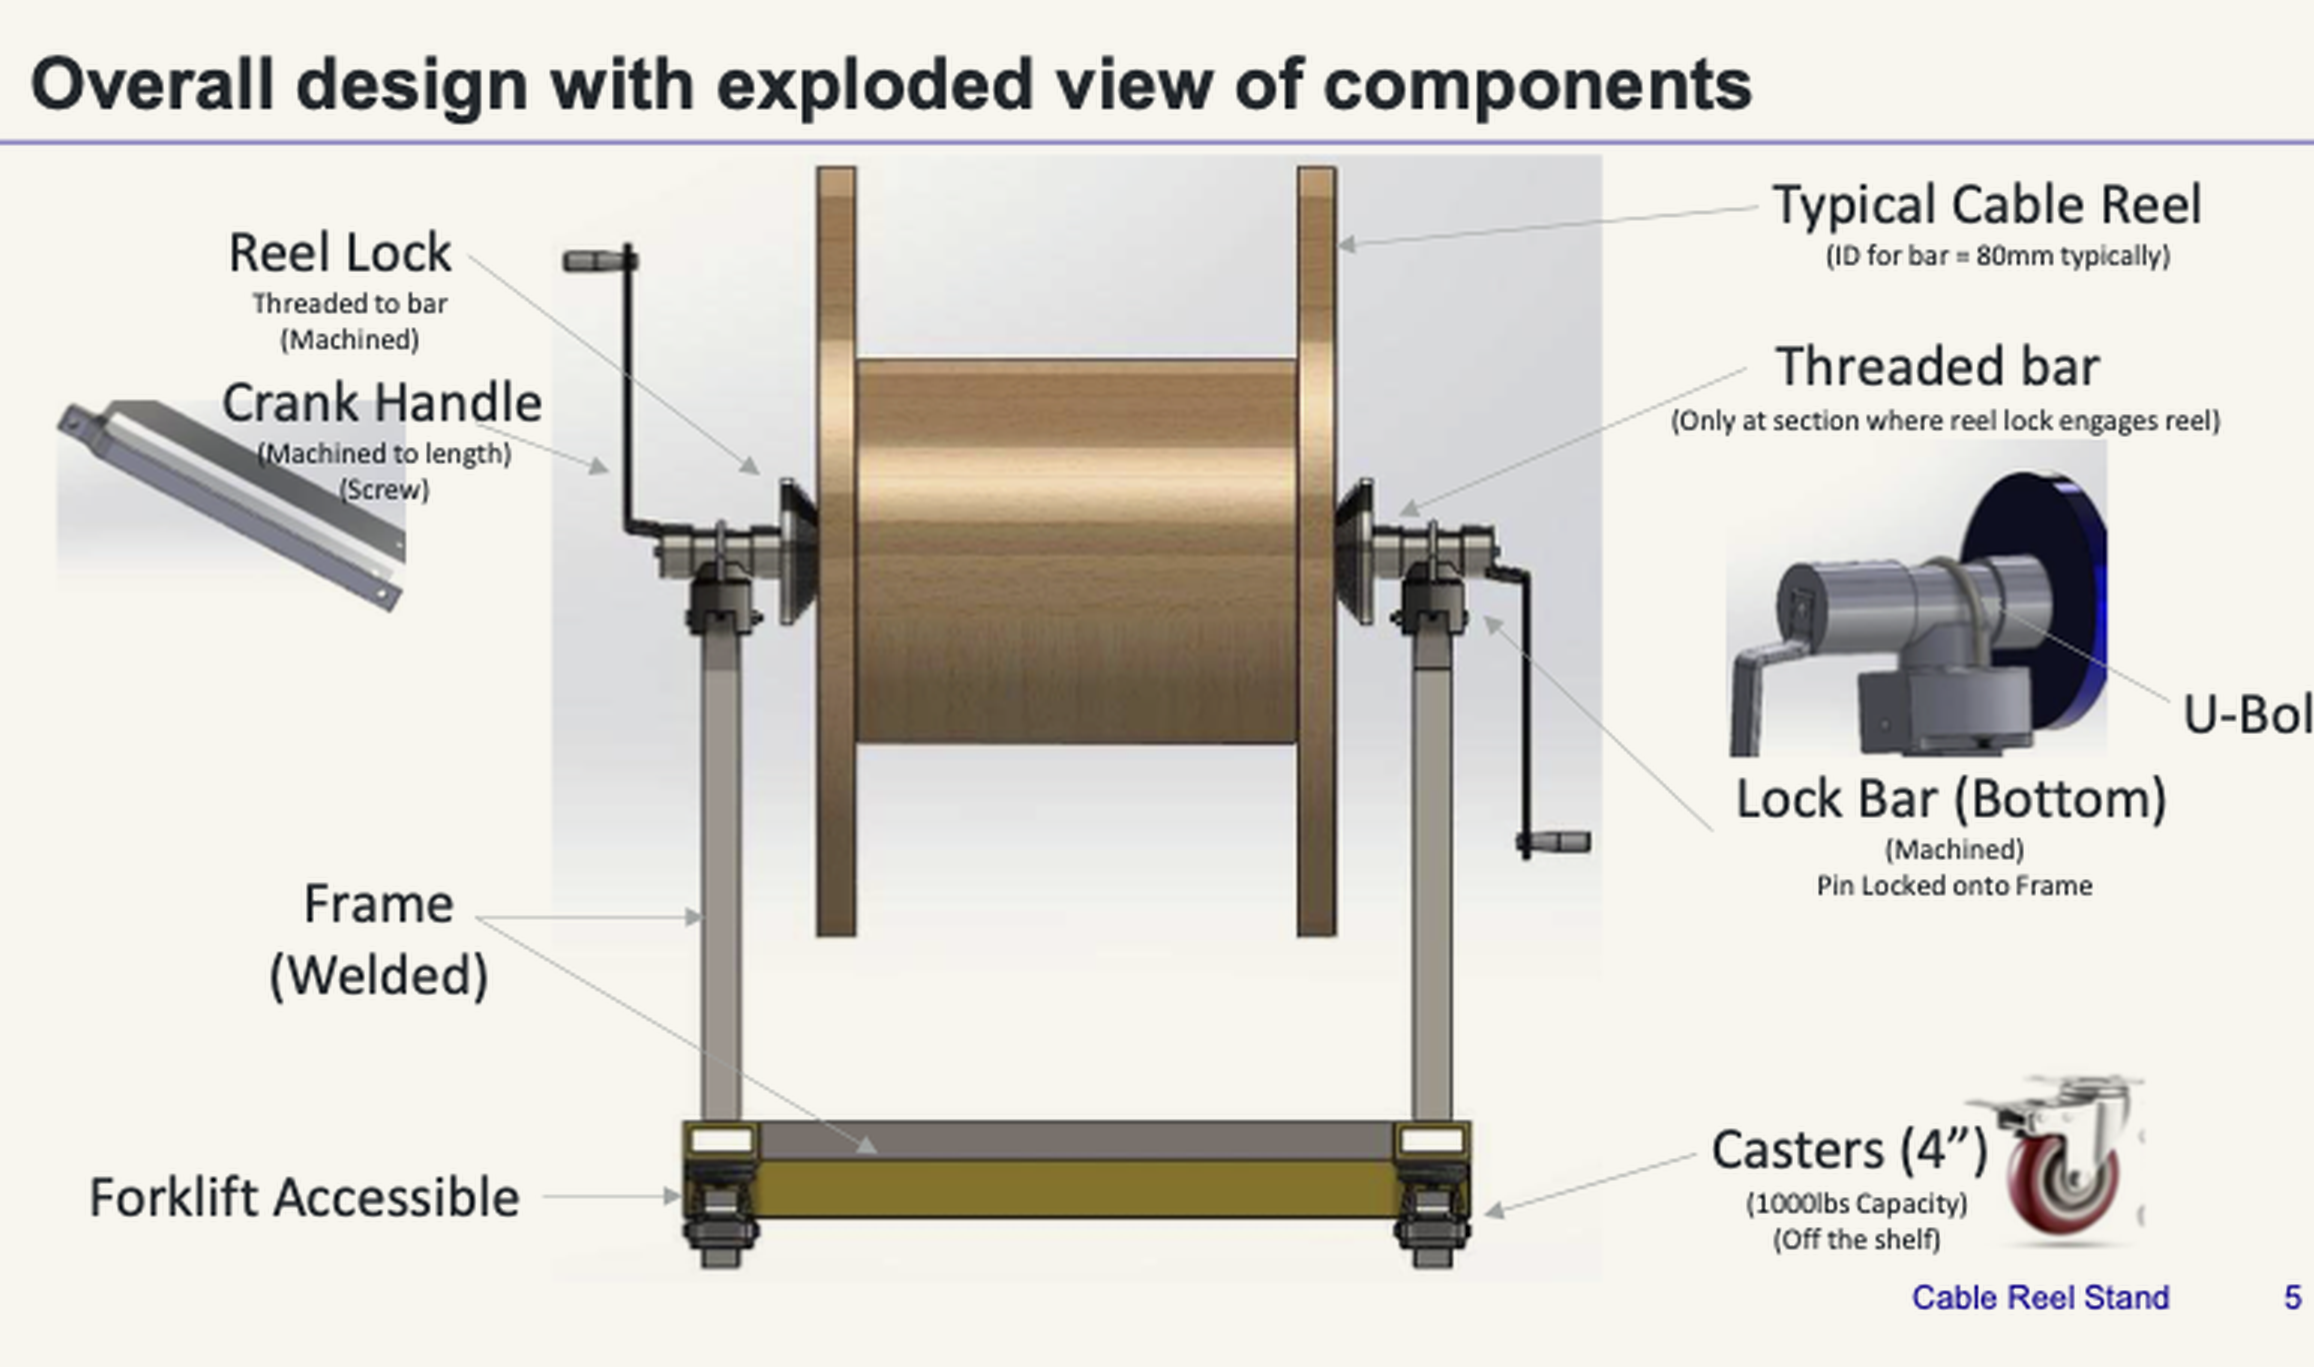 Overall design with exploded view of components
Reel Lock
Threaded to bar
(Machined)
Crank Handle
(Machined to length)
(Screw)
Frame
(Welded)
Forklift Accessible
Typical Cable Reel
(ID for bar = 80mm typically)
Threaded bar
(Only at section where reel lock engages reel)
U-Bol
Lock Bar (Bottom)
(Machined)
Pin Locked onto Frame
Casters (4”)
(1000lbs Capacity)
(Off the shelf)
Cable Reel Stand 5